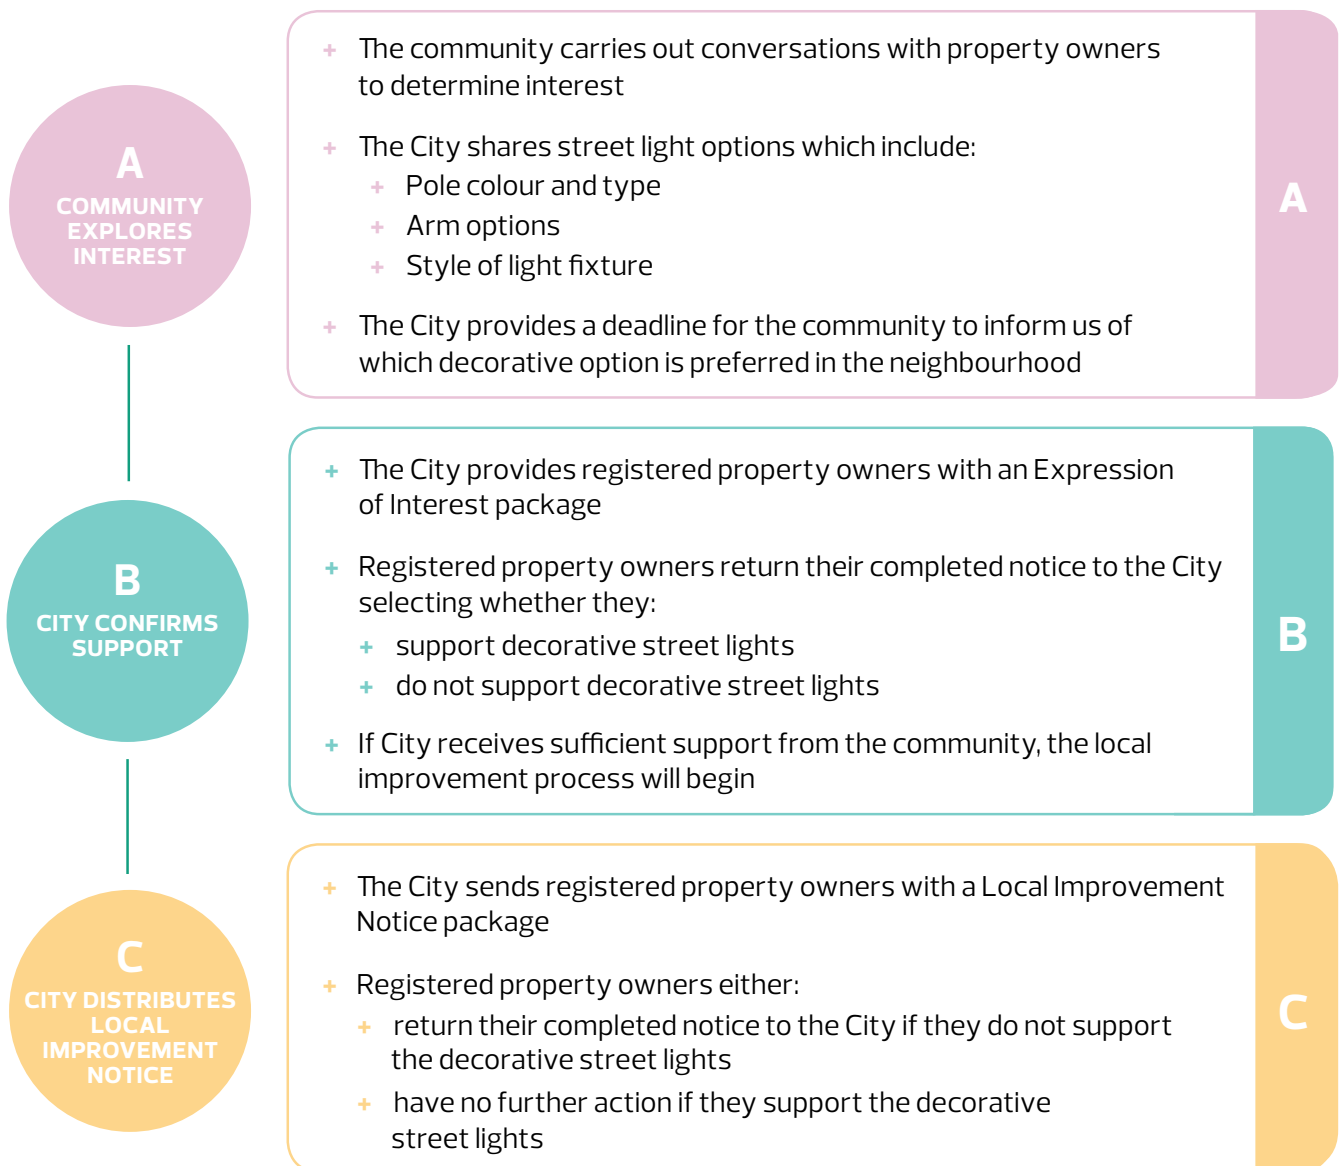 A
COMMUNITY
EXPLORES
INTEREST
+ The community carries out conversations with property owners
to determine interest
+ The City shares street light options which include:
+ Pole colour and type
+ Arm options
+ Style of light fixture
+ The City provides a deadline for the community to inform us of
which decorative option is preferred in the neighbourhood
A
B
CITY CONFIRMS
SUPPORT
+ The City provides registered property owners with an Expression
of Interest package
+ Registered property owners return their completed notice to the City
selecting whether they:
+ support decorative street lights
+ do not support decorative street lights
+ If City receives sufficient support from the community, the local
improvement process will begin
B
C
CITY DISTRIBUTES
LOCAL
IMPROVEMENT
NOTICE
+ The City sends registered property owners with a Local Improvement
Notice package
+ Registered property owners either:
+ return their completed notice to the City if they do not support
the decorative street lights
+ have no further action if they support the decorative
street lights
C